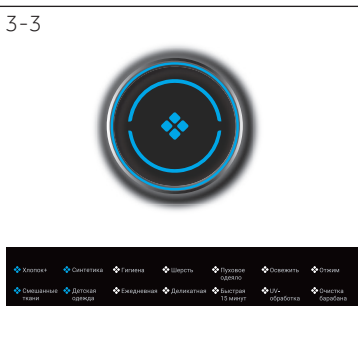 3-3
Хлопок+ Синтетика Гигиена Шерсть Пуховое одеяло Освежить Отжим
Смешанные ткани Детская одежда Ежедневная Деликатная Быстрая 15 минут UV-обработка Очистка барабана